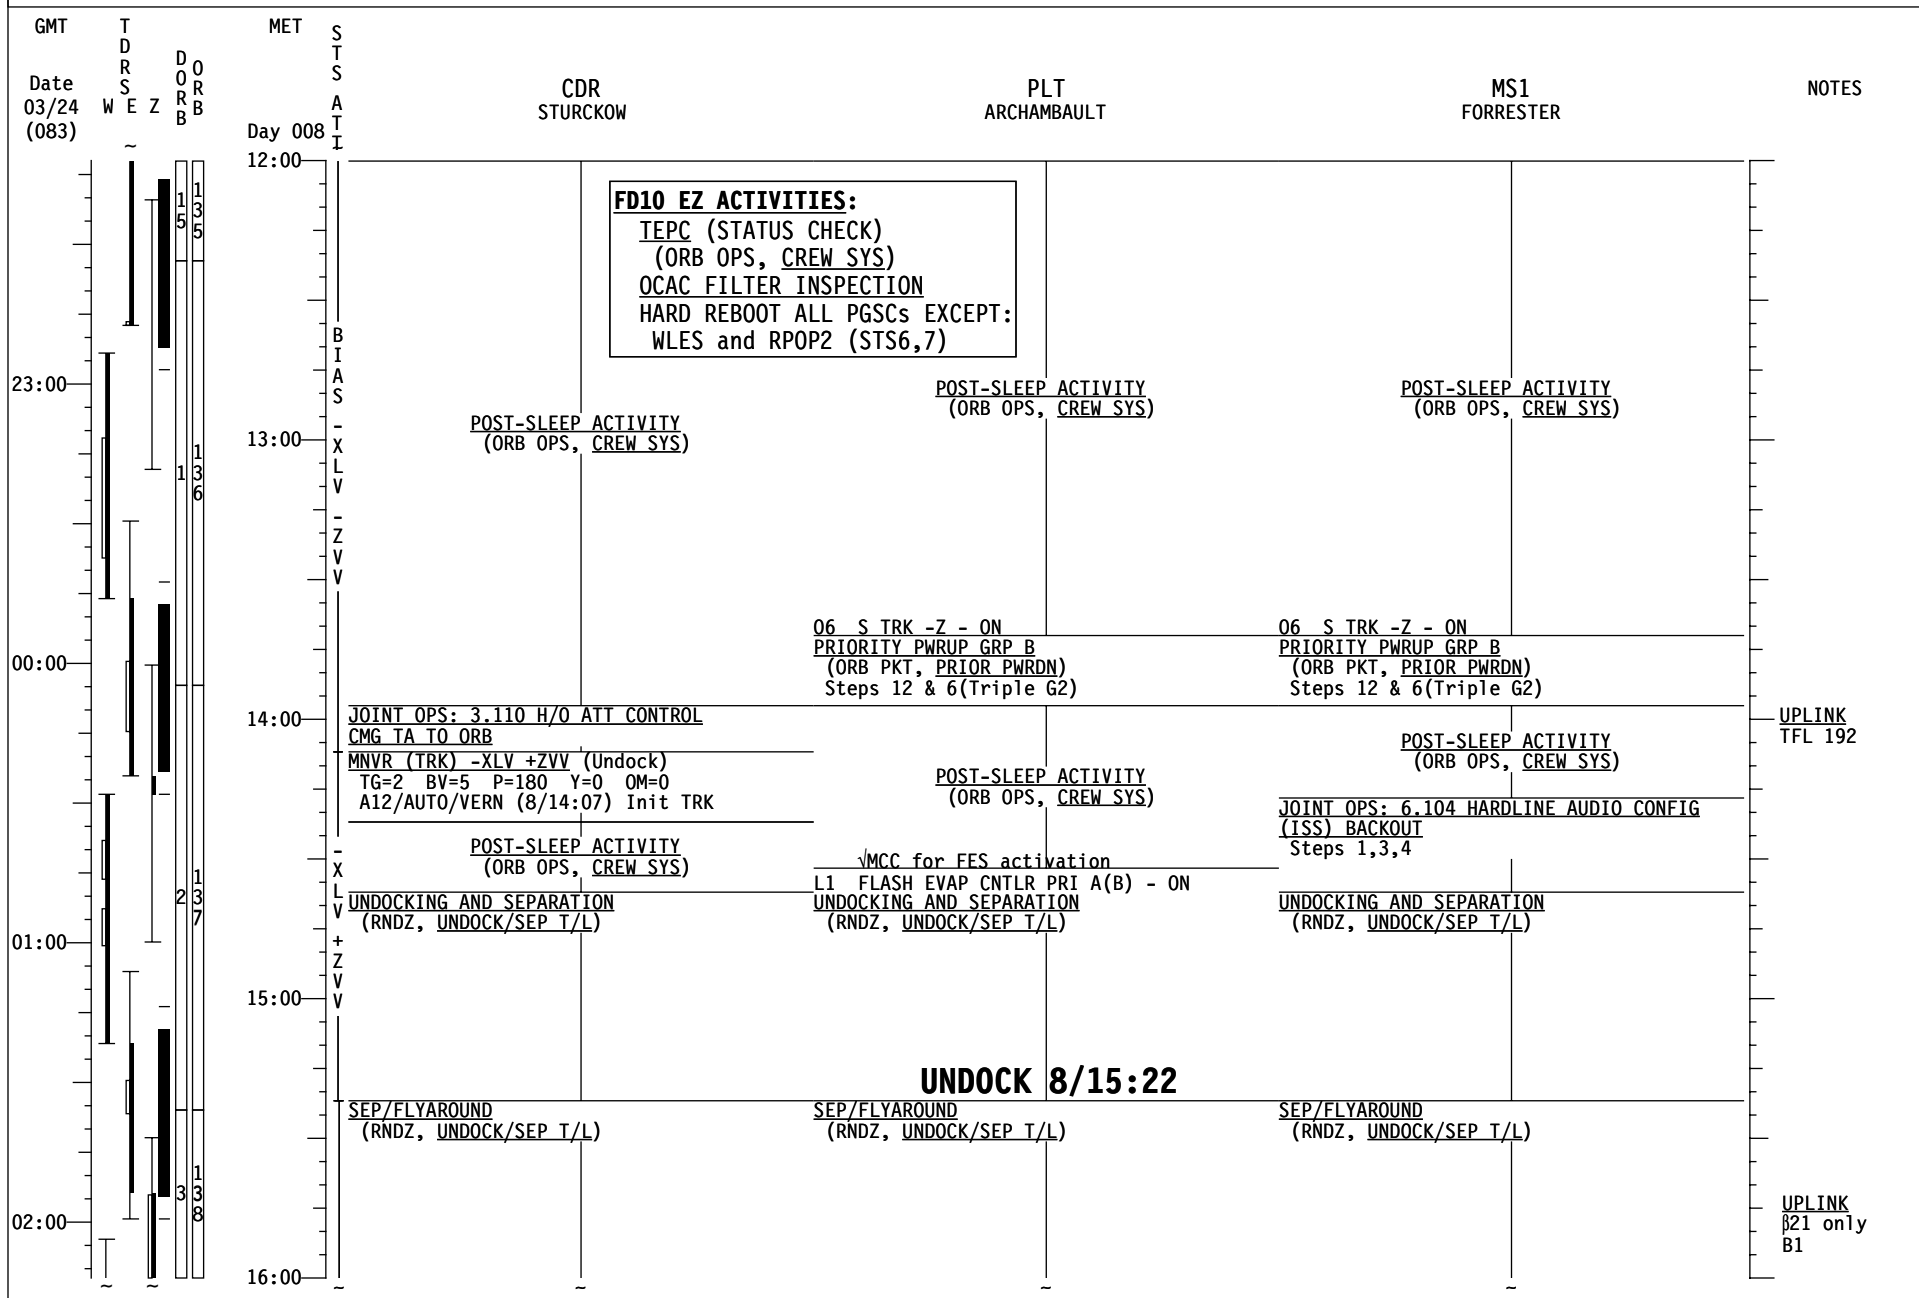 GMT
TDRS
W E Z
DORB
ORB
MET
STS ATT
Date
03/24
(083)
Day 008
CDR
STURCKOW
PLT
ARCHAMBAULT
MS1
FORRESTER
NOTES
~
12:00
15
135
FD10 EZ ACTIVITIES:
TEPC (STATUS CHECK)
(ORB OPS, CREW SYS)
OCAC FILTER INSPECTION
HARD REBOOT ALL PGSCs EXCEPT:
WLES and RPOP2 (STS6,7)
BIAS -XLV -ZVV
23:00
POST-SLEEP ACTIVITY
(ORB OPS, CREW SYS)
POST-SLEEP ACTIVITY
(ORB OPS, CREW SYS)
13:00
POST-SLEEP ACTIVITY
(ORB OPS, CREW SYS)
1
136
00:00
O6 S TRK -Z - ON
PRIORITY PWRUP GRP B
(ORB PKT, PRIOR PWRDN)
Steps 12 & 6(Triple G2)
O6 S TRK -Z - ON
PRIORITY PWRUP GRP B
(ORB PKT, PRIOR PWRDN)
Steps 12 & 6(Triple G2)
14:00
JOINT OPS: 3.110 H/O ATT CONTROL
CMG TA TO ORB
MNVR (TRK) -XLV +ZVV (Undock)
TG=2 BV=5 P=180 Y=0 OM=0
A12/AUTO/VERN (8/14:07) Init TRK
POST-SLEEP ACTIVITY
(ORB OPS, CREW SYS)
POST-SLEEP ACTIVITY
(ORB OPS, CREW SYS)
√MCC for FES activation
L1 FLASH EVAP CNTLR PRI A(B) - ON
POST-SLEEP ACTIVITY
(ORB OPS, CREW SYS)
JOINT OPS: 6.104 HARDLINE AUDIO CONFIG
(ISS) BACKOUT
Steps 1,3,4
UPLINK
TFL 192
-XLV +ZVV
2
137
UNDOCKING AND SEPARATION
(RNDZ, UNDOCK/SEP T/L)
UNDOCKING AND SEPARATION
(RNDZ, UNDOCK/SEP T/L)
UNDOCKING AND SEPARATION
(RNDZ, UNDOCK/SEP T/L)
01:00
15:00
UNDOCK 8/15:22
SEP/FLYAROUND
(RNDZ, UNDOCK/SEP T/L)
SEP/FLYAROUND
(RNDZ, UNDOCK/SEP T/L)
SEP/FLYAROUND
(RNDZ, UNDOCK/SEP T/L)
3
138
02:00
UPLINK
β21 only
B1
16:00
~ ~ ~ ~ ~ ~